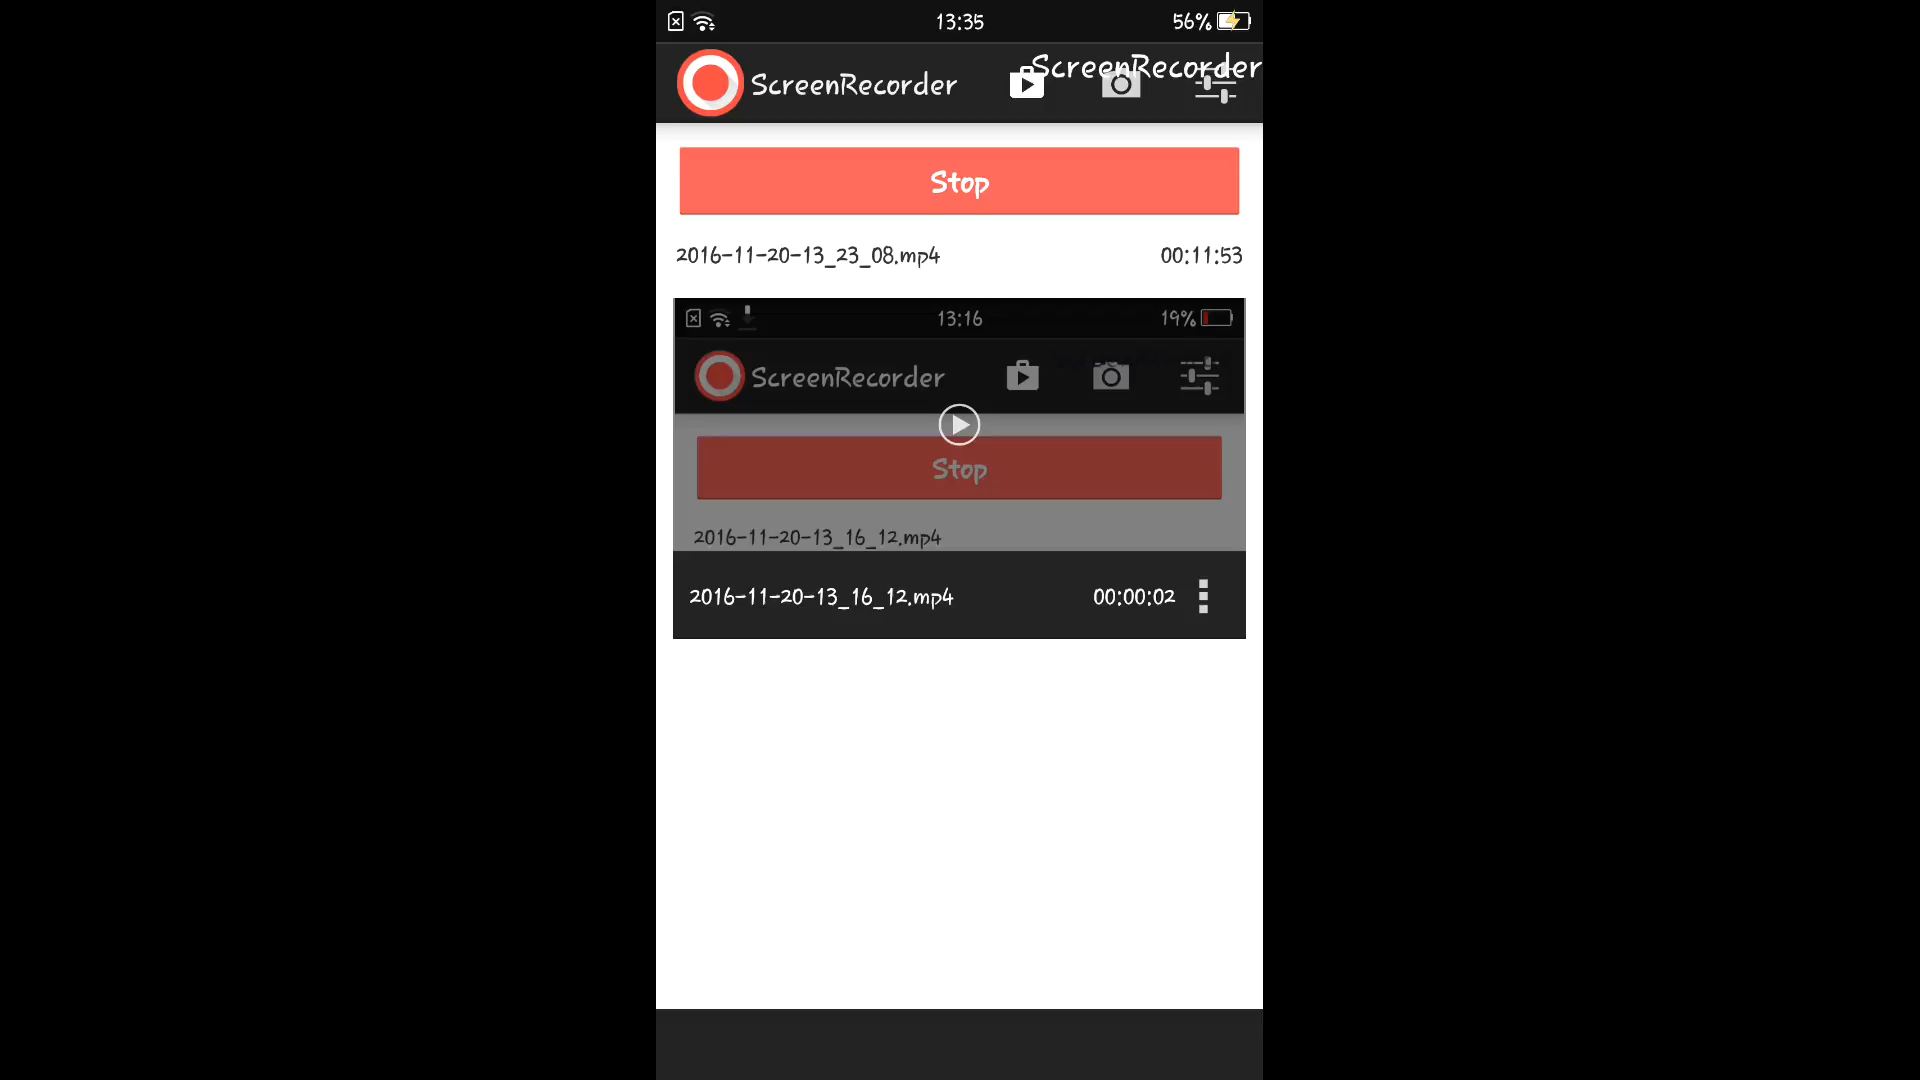 13:35 56%
ScreenRecorder ScreenRecorder
Stop
2016-11-20-13_23_08.mp4 00:11:53
13:16 19%
ScreenRecorder
Stop
2016-11-20-13_16_12.mp4
2016-11-20-13_16_12.mp4 00:00:02